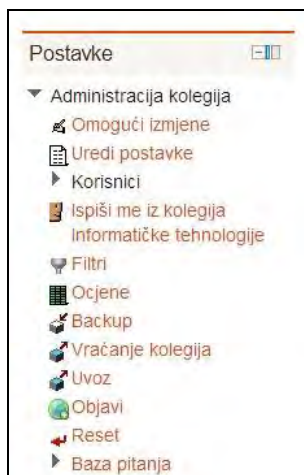 Postavke
Administracija kolegija
Omogući izmjene
Uredi postavke
Korisnici
Ispiši me iz kolegija
Informatičke tehnologije
Filtri
Ocjene
Backup
Vraćanje kolegija
Uvoz
Objavi
Reset
Baza pitanja